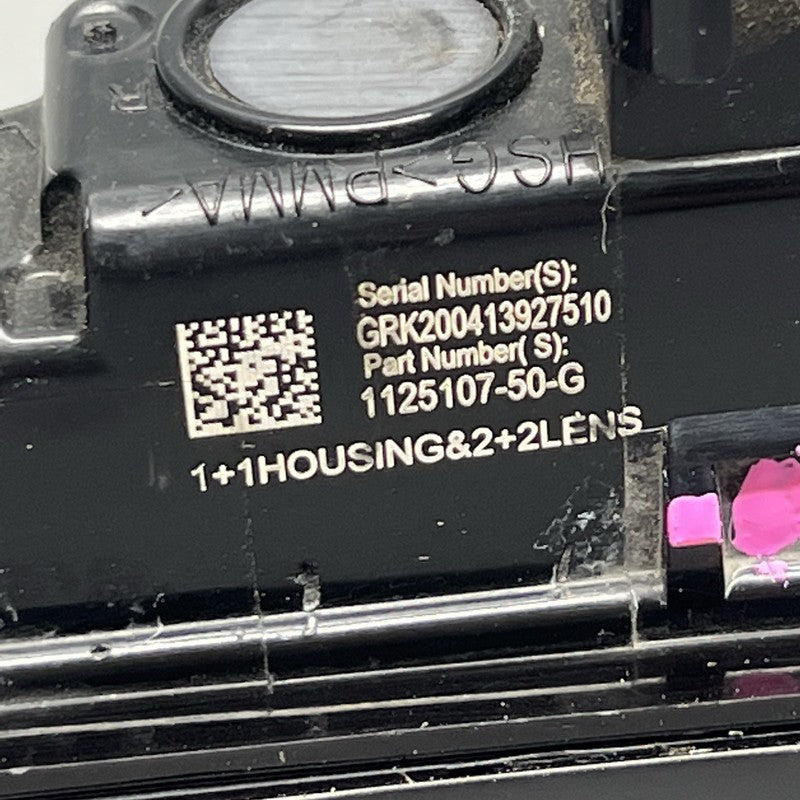 R
HSG >PMMA<
Serial Number(S):
GRK200413927510
Part Number( S):
1125107-50-G
1+1HOUSING&2+2LENS